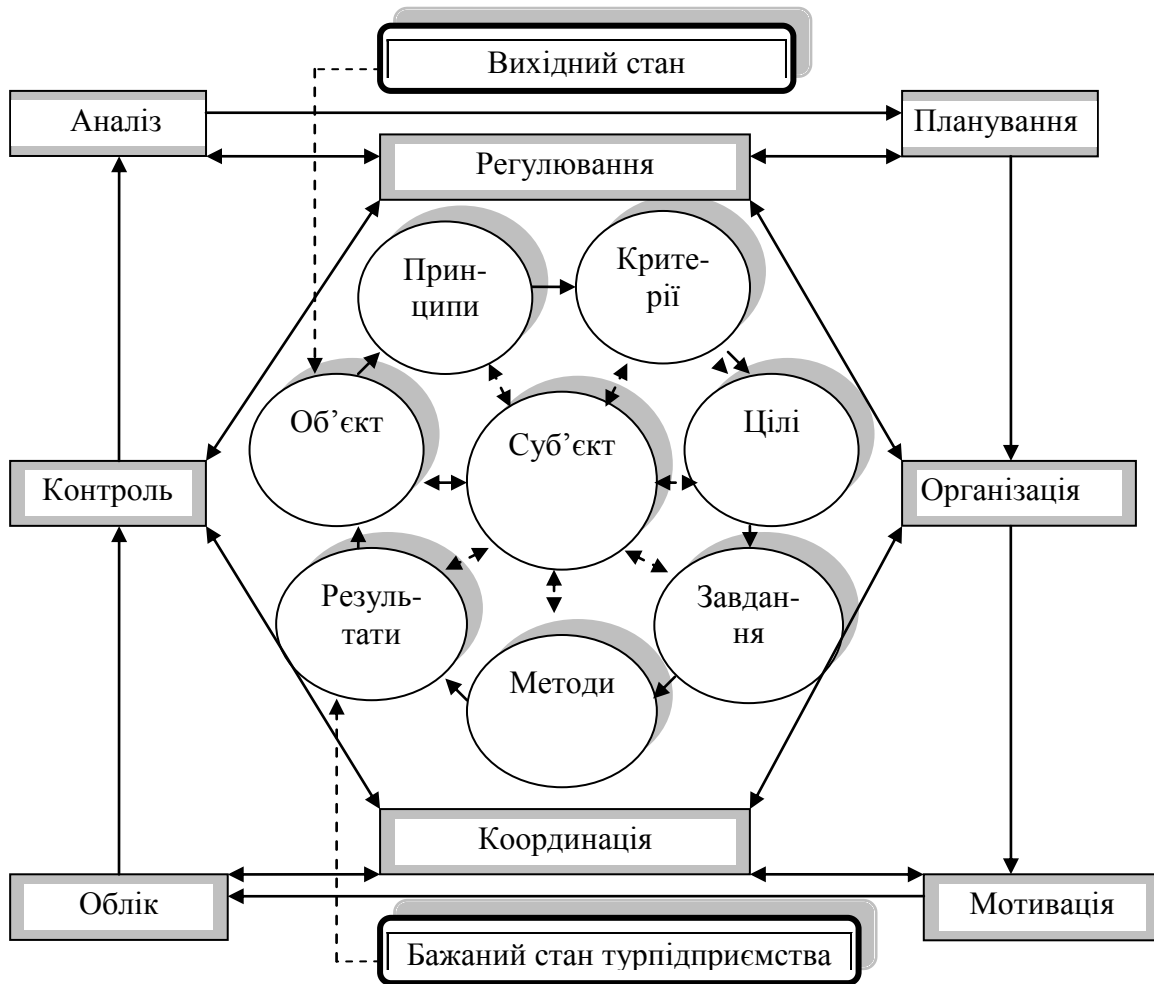 Вихідний стан
Аналіз
Планування
Регулювання
Прин-
ципи
Крите-
рії
Об’єкт
Суб’єкт
Цілі
Контроль
Організація
Резуль-
тати
Завдан-
ня
Методи
Координація
Облік
Мотивація
Бажаний стан турпідприємства